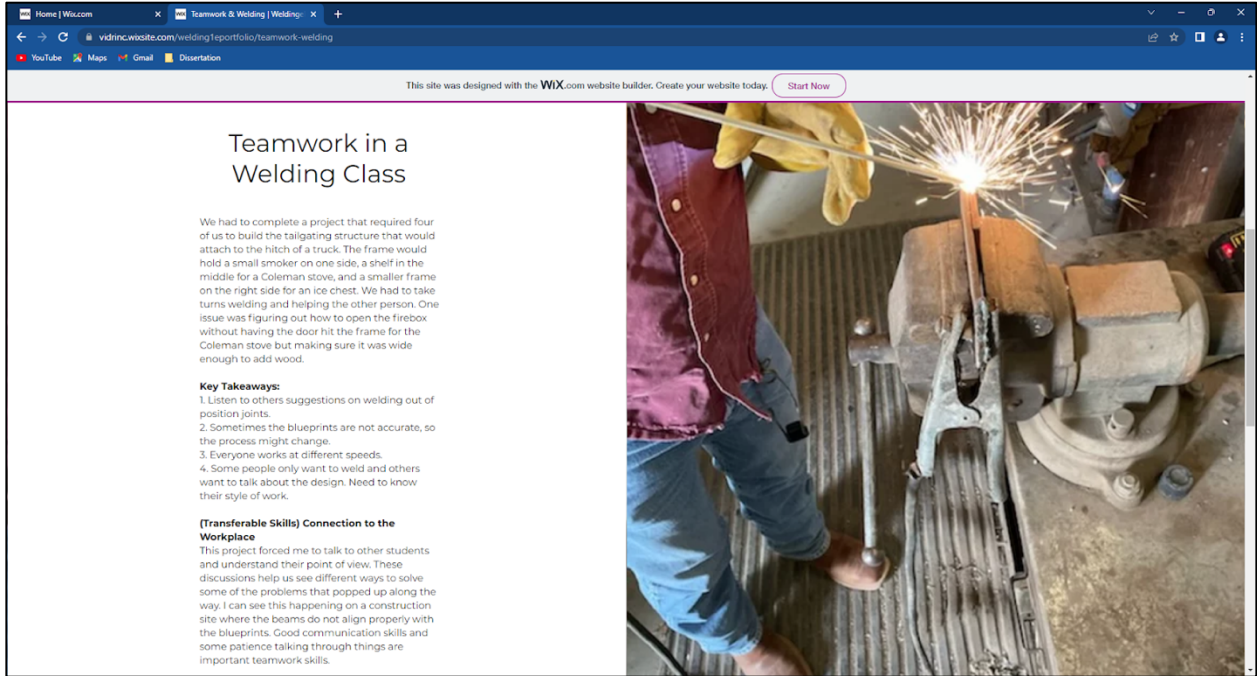 Home | Wix.com
Teamwork & Welding | Welding
vidrinc.wixsite.com/welding1eportfolio/teamwork-welding
YouTube Maps Gmail Dissertation
This site was designed with the WiX.com website builder. Create your website today. Start Now
Teamwork in a
Welding Class
We had to complete a project that required four
of us to build the tailgating structure that would
attach to the hitch of a truck. The frame would
hold a small smoker on one side, a shelf in the
middle for a Coleman stove, and a smaller frame
on the right side for an ice chest. We had to take
turns welding and helping the other person. One
issue was figuring out how to open the firebox
without having the door hit the frame for the
Coleman stove but making sure it was wide
enough to add wood.
Key Takeaways:
1. Listen to others suggestions on welding out of
position joints.
2. Sometimes the blueprints are not accurate, so
the process might change.
3. Everyone works at different speeds.
4. Some people only want to weld and others
want to talk about the design. Need to know
their style of work.
(Transferable Skills) Connection to the
Workplace
This project forced me to talk to other students
and understand their point of view. These
discussions help us see different ways to solve
some of the problems that popped up along the
way. I can see this happening on a construction
site where the beams do not align properly with
the blueprints. Good communication skills and
some patience talking through things are
important teamwork skills.